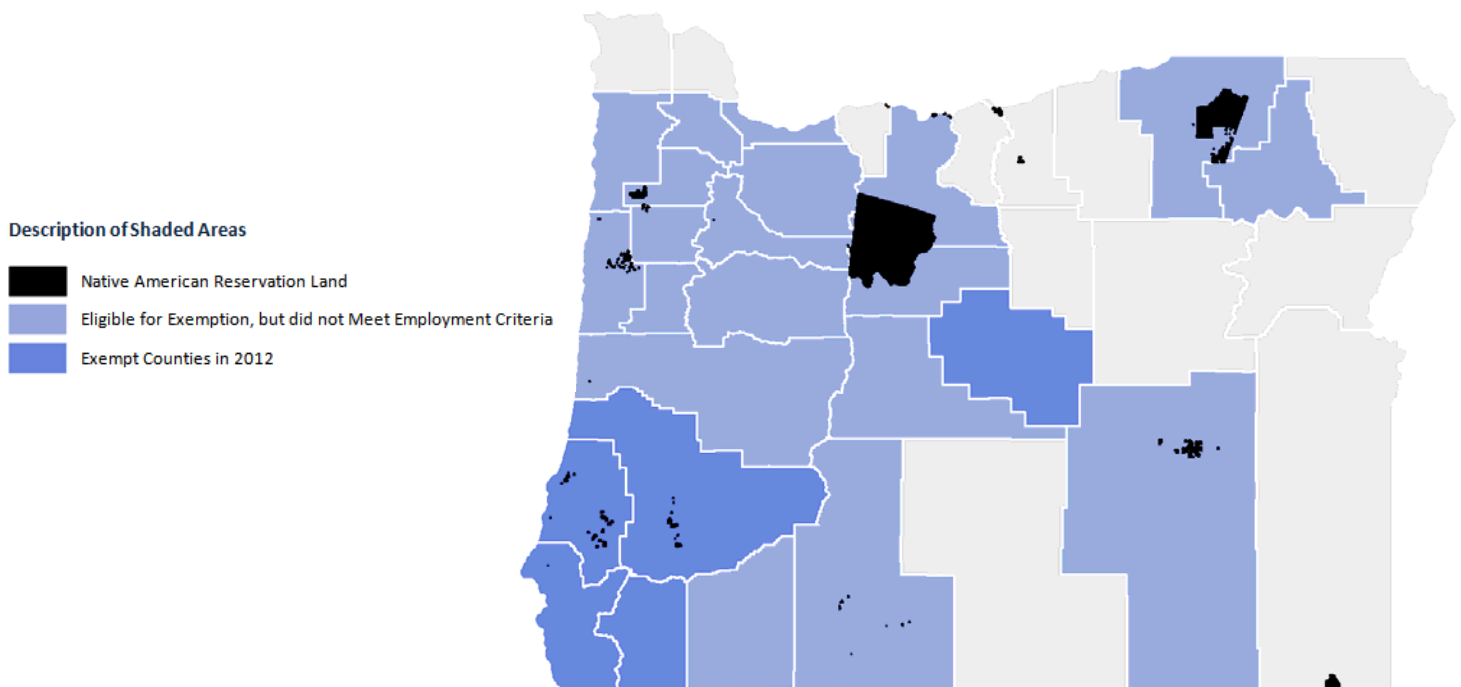 Description of Shaded Areas
Native American Reservation Land
Eligible for Exemption, but did not Meet Employment Criteria
Exempt Counties in 2012